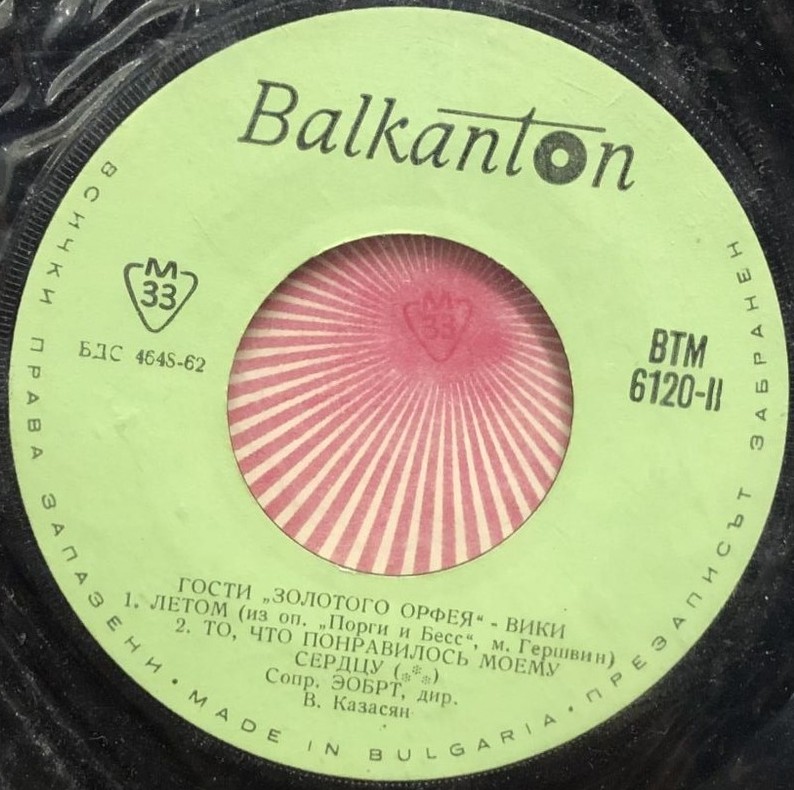 Balkanton
М
33
БДС 4648-62
ВТМ
6120-II
М
33
ГОСТИ „ЗОЛОТОГО ОРФЕЯ“ - ВИКИ
1. ЛЕТОМ (из оп. „Порги и Бесс“, м. Гершвин)
2. ТО, ЧТО ПОНРАВИЛОСЬ МОЕМУ
СЕРДЦУ (***)
Сопр. ЭОБРТ, дир.
В. Казасян
ВСИЧКИ ПРАВА ЗАПАЗЕНИ • MADE IN BULGARIA • ПРЕЗАПИСЪТ ЗАБРАНЕН